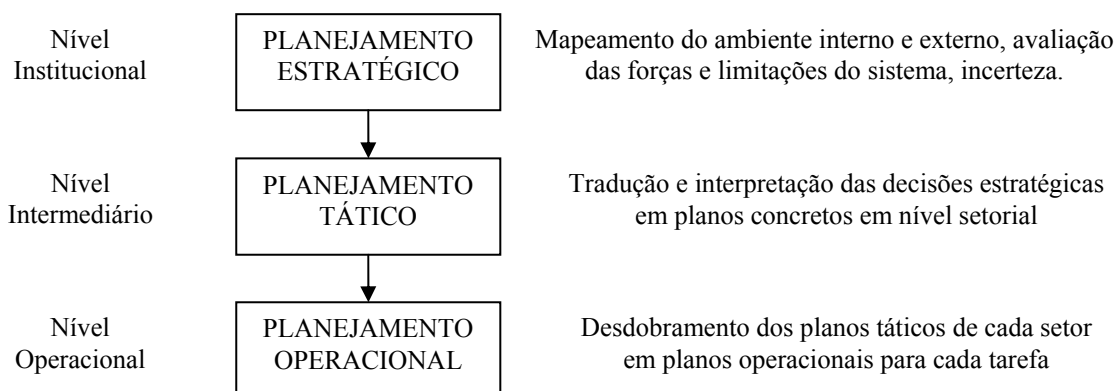 Nível
Institucional
PLANEJAMENTO
ESTRATÉGICO
Mapeamento do ambiente interno e externo, avaliação
das forças e limitações do sistema, incerteza.
Nível
Intermediário
PLANEJAMENTO
TÁTICO
Tradução e interpretação das decisões estratégicas
em planos concretos em nível setorial
Nível
Operacional
PLANEJAMENTO
OPERACIONAL
Desdobramento dos planos táticos de cada setor
em planos operacionais para cada tarefa